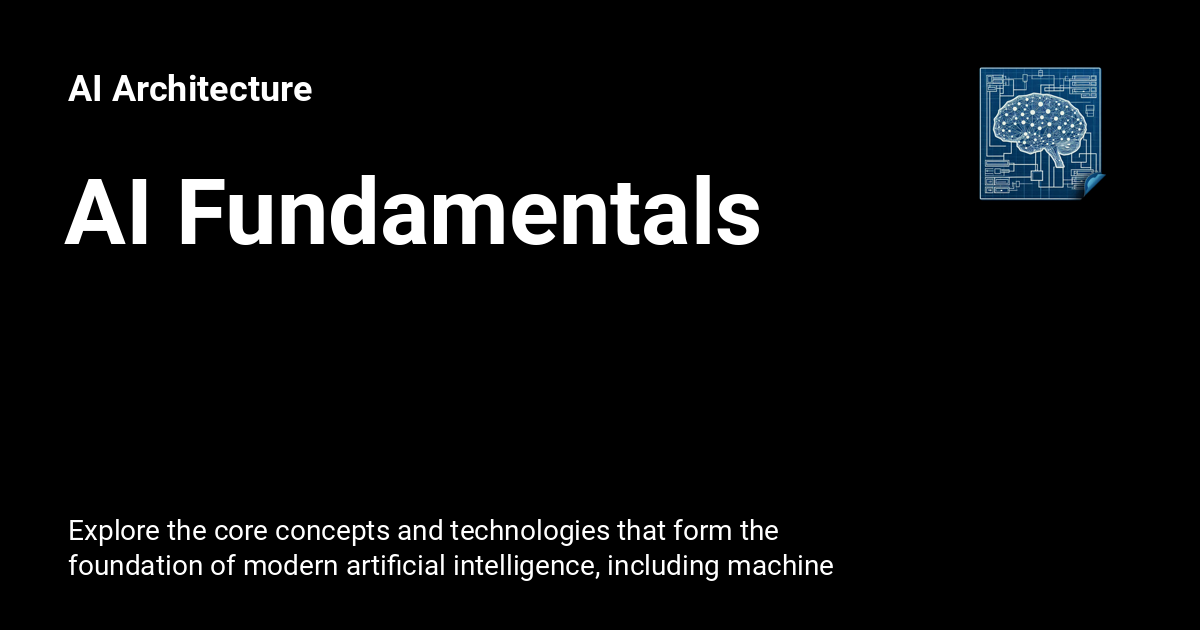 AI Architecture
AI Fundamentals
Explore the core concepts and technologies that form the
foundation of modern artificial intelligence, including machine